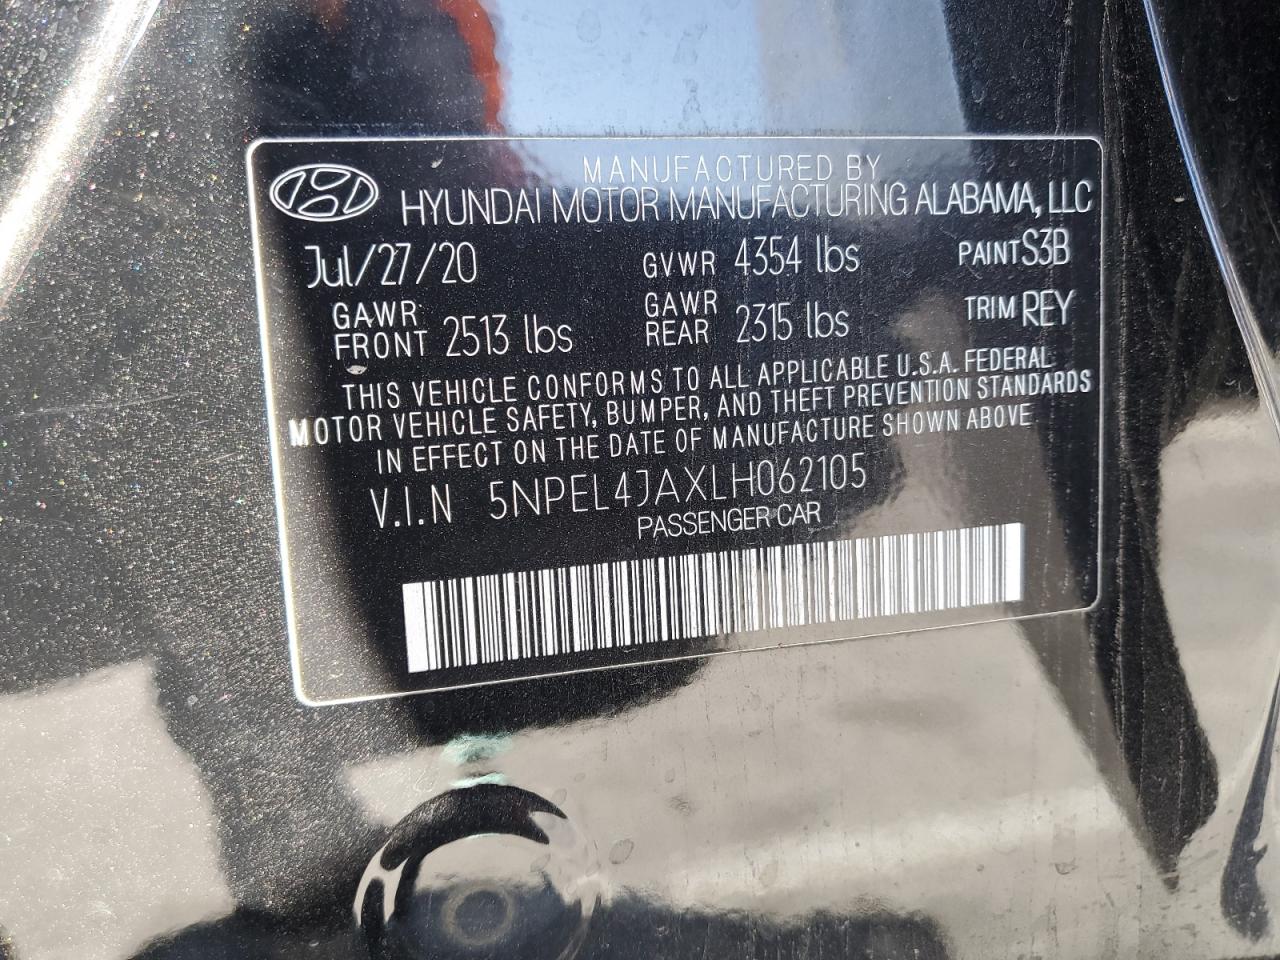 MANUFACTURED BY
HYUNDAI MOTOR MANUFACTURING ALABAMA, LLC
Jul/27/20 GVWR 4354 lbs PAINT S3B
GAWR FRONT 2513 lbs GAWR REAR 2315 lbs TRIM REY
THIS VEHICLE CONFORMS TO ALL APPLICABLE U.S.A. FEDERAL
MOTOR VEHICLE SAFETY, BUMPER, AND THEFT PREVENTION STANDARDS
IN EFFECT ON THE DATE OF MANUFACTURE SHOWN ABOVE
V.I.N 5NPEL4JAXLH062105
PASSENGER CAR